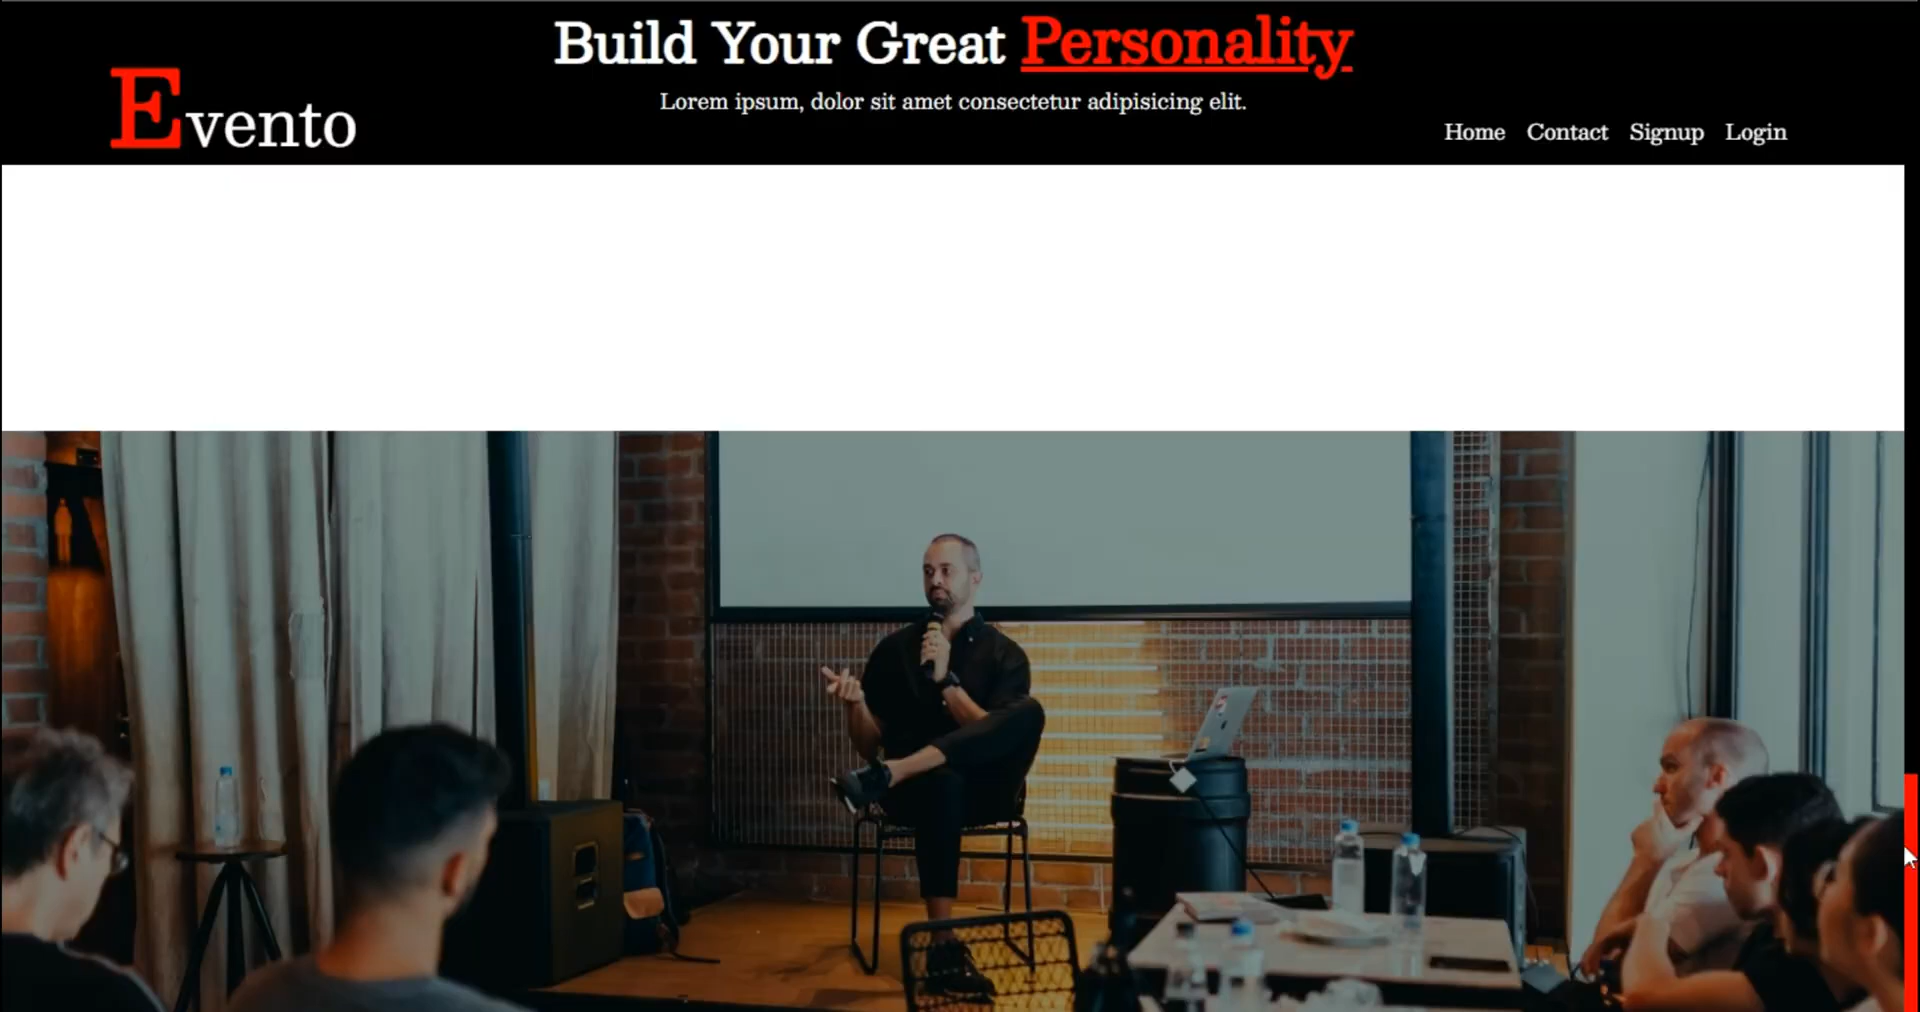 Build Your Great Personality
Evento
Lorem ipsum, dolor sit amet consectetur adipisicing elit.
Home Contact Signup Login